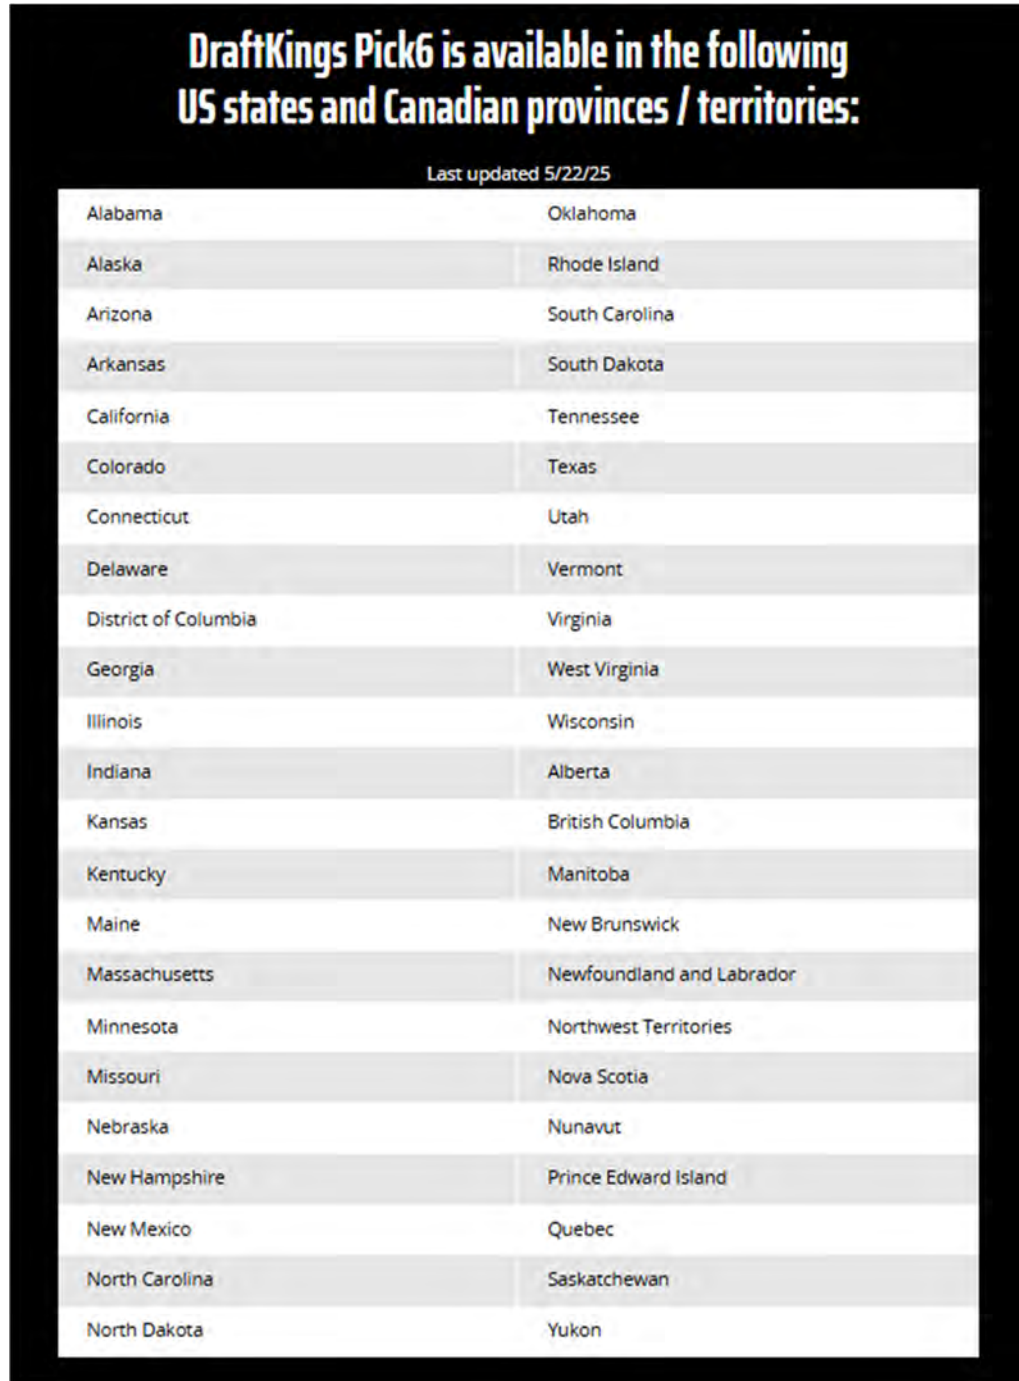 DraftKings Pick6 is available in the following
US states and Canadian provinces / territories:
Last updated 5/22/25
Alabama Oklahoma
Alaska Rhode Island
Arizona South Carolina
Arkansas South Dakota
California Tennessee
Colorado Texas
Connecticut Utah
Delaware Vermont
District of Columbia Virginia
Georgia West Virginia
Illinois Wisconsin
Indiana Alberta
Kansas British Columbia
Kentucky Manitoba
Maine New Brunswick
Massachusetts Newfoundland and Labrador
Minnesota Northwest Territories
Missouri Nova Scotia
Nebraska Nunavut
New Hampshire Prince Edward Island
New Mexico Quebec
North Carolina Saskatchewan
North Dakota Yukon